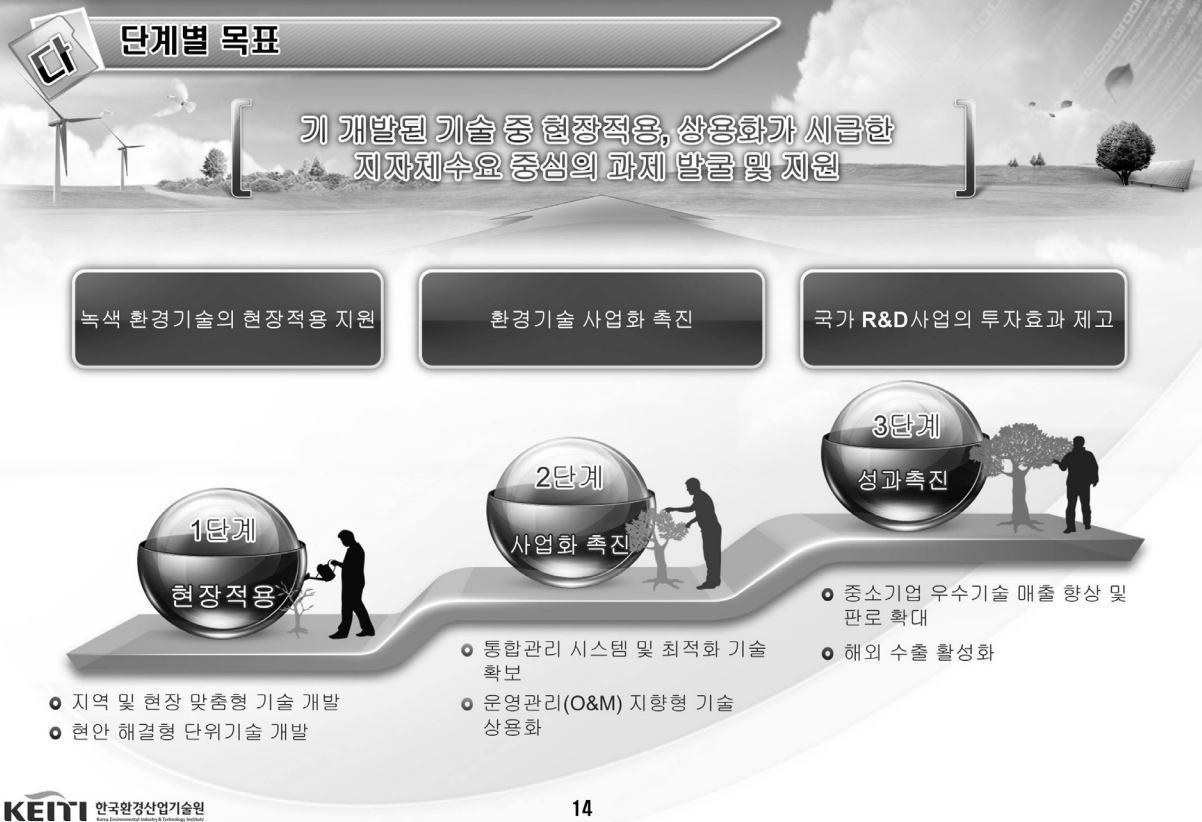 다
단계별 목표
기 개발된 기술 중 현장적용, 상용화가 시급한
지자체수요 중심의 과제 발굴 및 지원
녹색 환경기술의 현장적용 지원
환경기술 사업화 촉진
국가 R&D사업의 투자효과 제고
1단계
현장적용
지역 및 현장 맞춤형 기술 개발
현안 해결형 단위기술 개발
2단계
사업화 촉진
통합관리 시스템 및 최적화 기술
확보
운영관리(O&M) 지향형 기술
상용화
3단계
성과촉진
중소기업 우수기술 매출 향상 및
판로 확대
해외 수출 활성화
KEITI 한국환경산업기술원
Korea Environmental Industry & Technology Institute
14